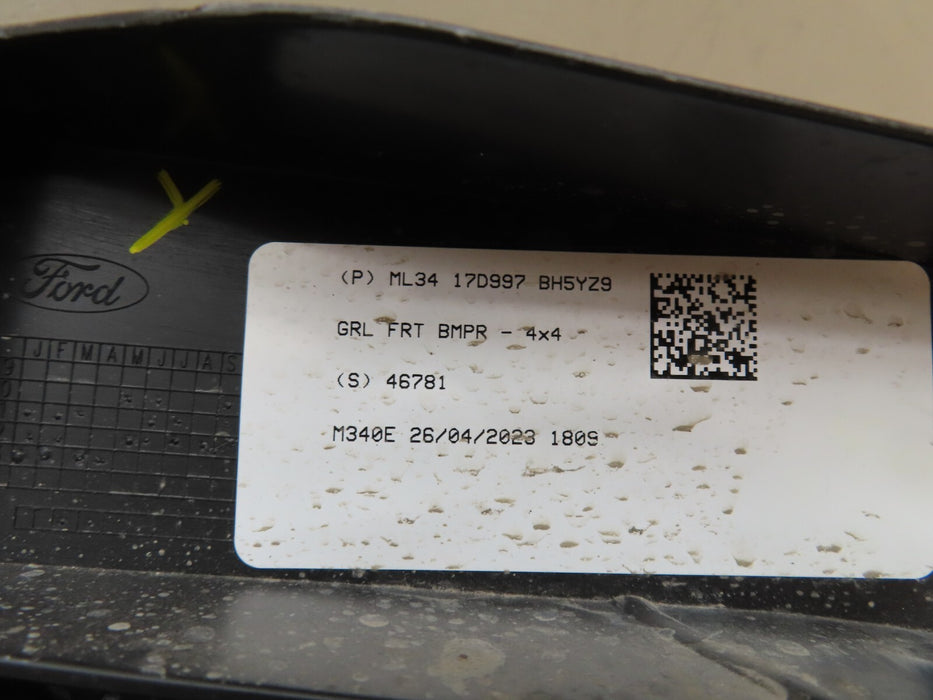 Y
Ford
J F M A M J J A S
(P) ML34 17D997 BH5YZ9
GRL FRT BMPR - 4x4
(S) 46781
M340E 26/04/2023 1809